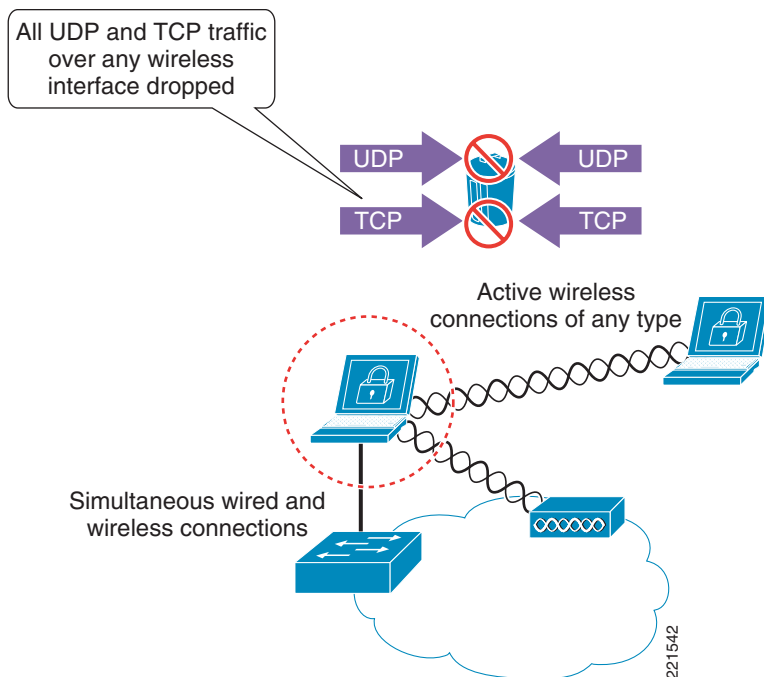 All UDP and TCP traffic
over any wireless
interface dropped
UDP
UDP
TCP
TCP
Active wireless
connections of any type
Simultaneous wired and
wireless connections
221542